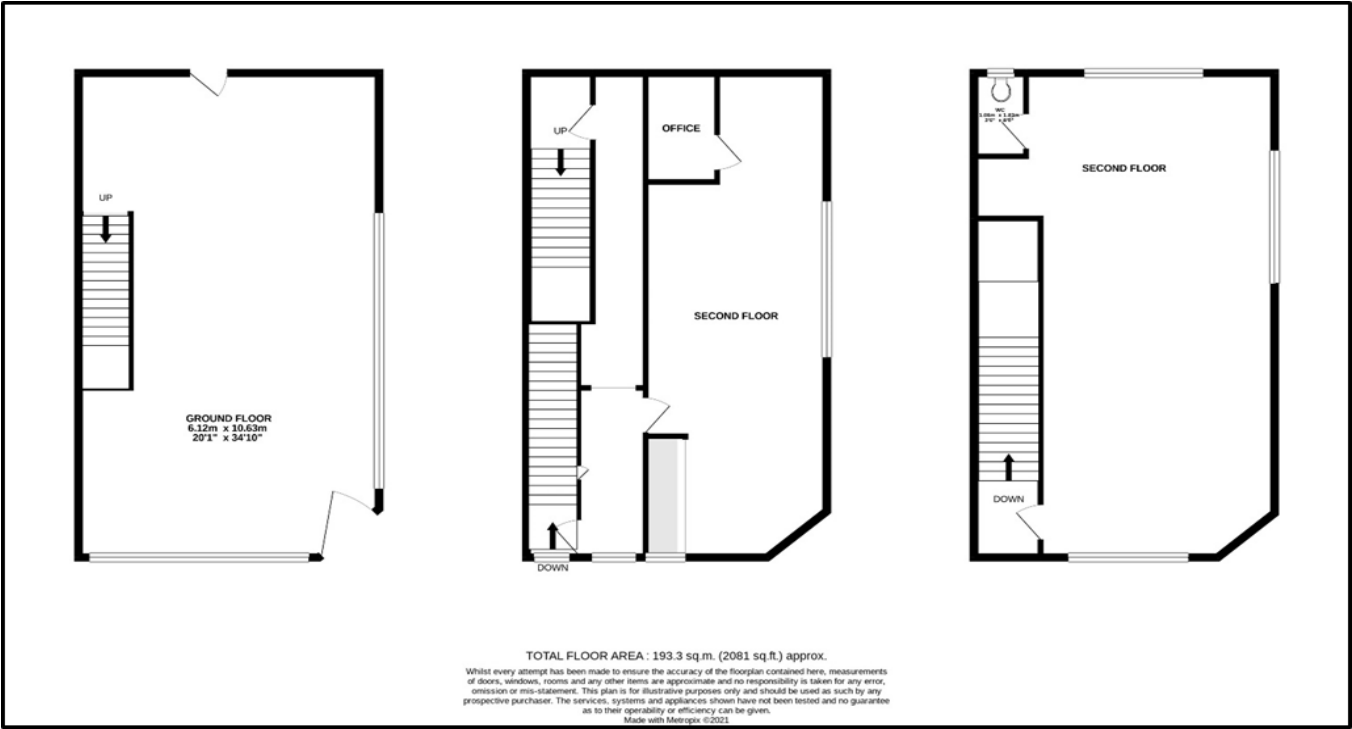 UP
GROUND FLOOR
6.12m x 10.63m
20'1" x 34'10"
UP
OFFICE
SECOND FLOOR
DOWN
WC
SECOND FLOOR
DOWN
TOTAL FLOOR AREA : 193.3 sq.m. (2081 sq.ft.) approx.
Whilst every attempt has been made to ensure the accuracy of the floorplan contained here, measurements
of doors, windows, rooms and any other items are approximate and no responsibility is taken for any error,
omission or mis-statement. This plan is for illustrative purposes only and should be used as such by any
prospective purchaser. The services, systems and appliances shown have not been tested and no guarantee
as to their operability or efficiency can be given.
Made with Metropix ©2021